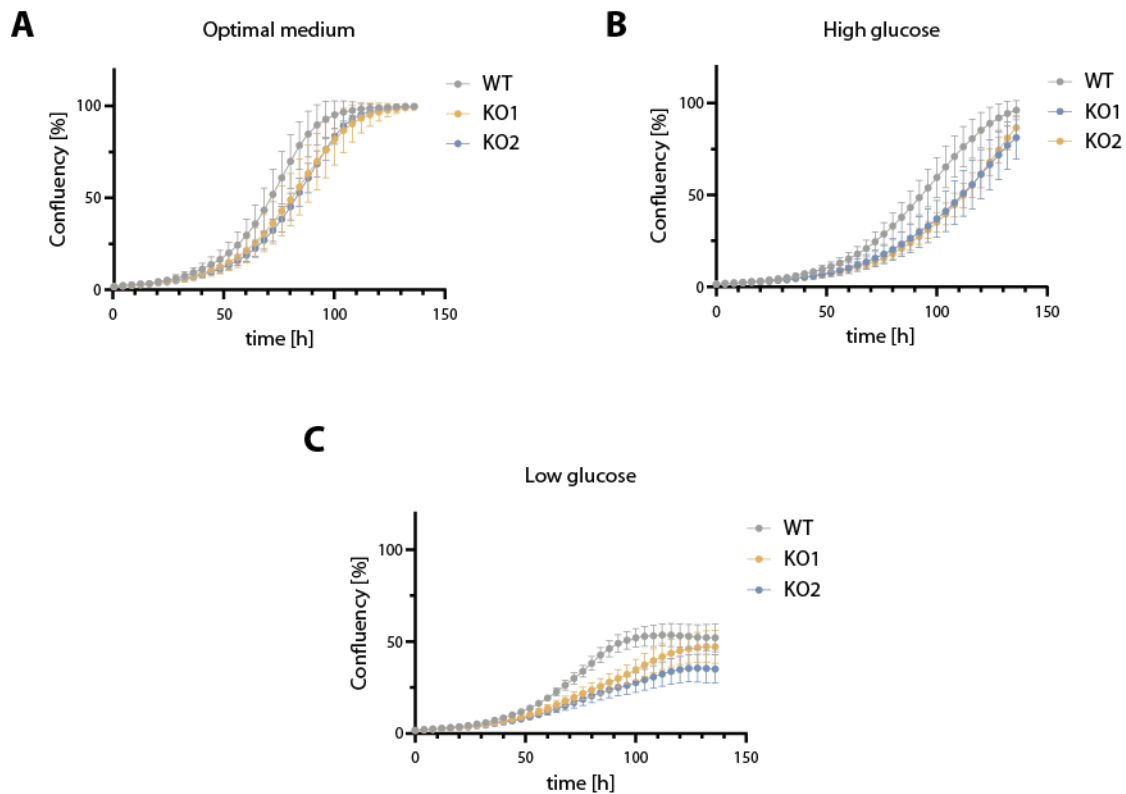 A
Optimal medium
Confluency [%]
100
50
0
0 50 100 150
time [h]
WT
KO1
KO2
B
High glucose
Confluency [%]
100
50
0
0 50 100 150
time [h]
WT
KO1
KO2
C
Low glucose
Confluency [%]
100
50
0
0 50 100 150
time [h]
WT
KO1
KO2